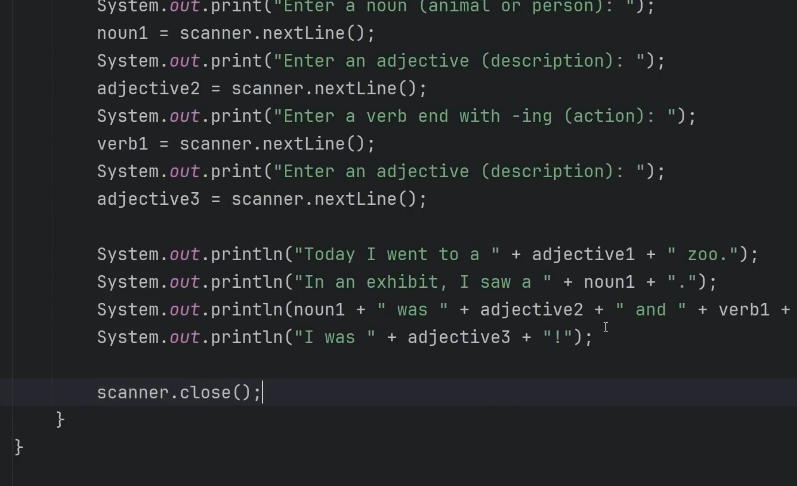 System.out.print("Enter a noun (animal or person): ");
noun1 = scanner.nextLine();
System.out.print("Enter an adjective (description): ");
adjective2 = scanner.nextLine();
System.out.print("Enter a verb end with -ing (action): ");
verb1 = scanner.nextLine();
System.out.print("Enter an adjective (description): ");
adjective3 = scanner.nextLine();
System.out.println("Today I went to a " + adjective1 + " zoo.");
System.out.println("In an exhibit, I saw a " + noun1 + ".");
System.out.println(noun1 + " was " + adjective2 + " and " + verb1 +
System.out.println("I was " + adjective3 + "!");
scanner.close();
}
}